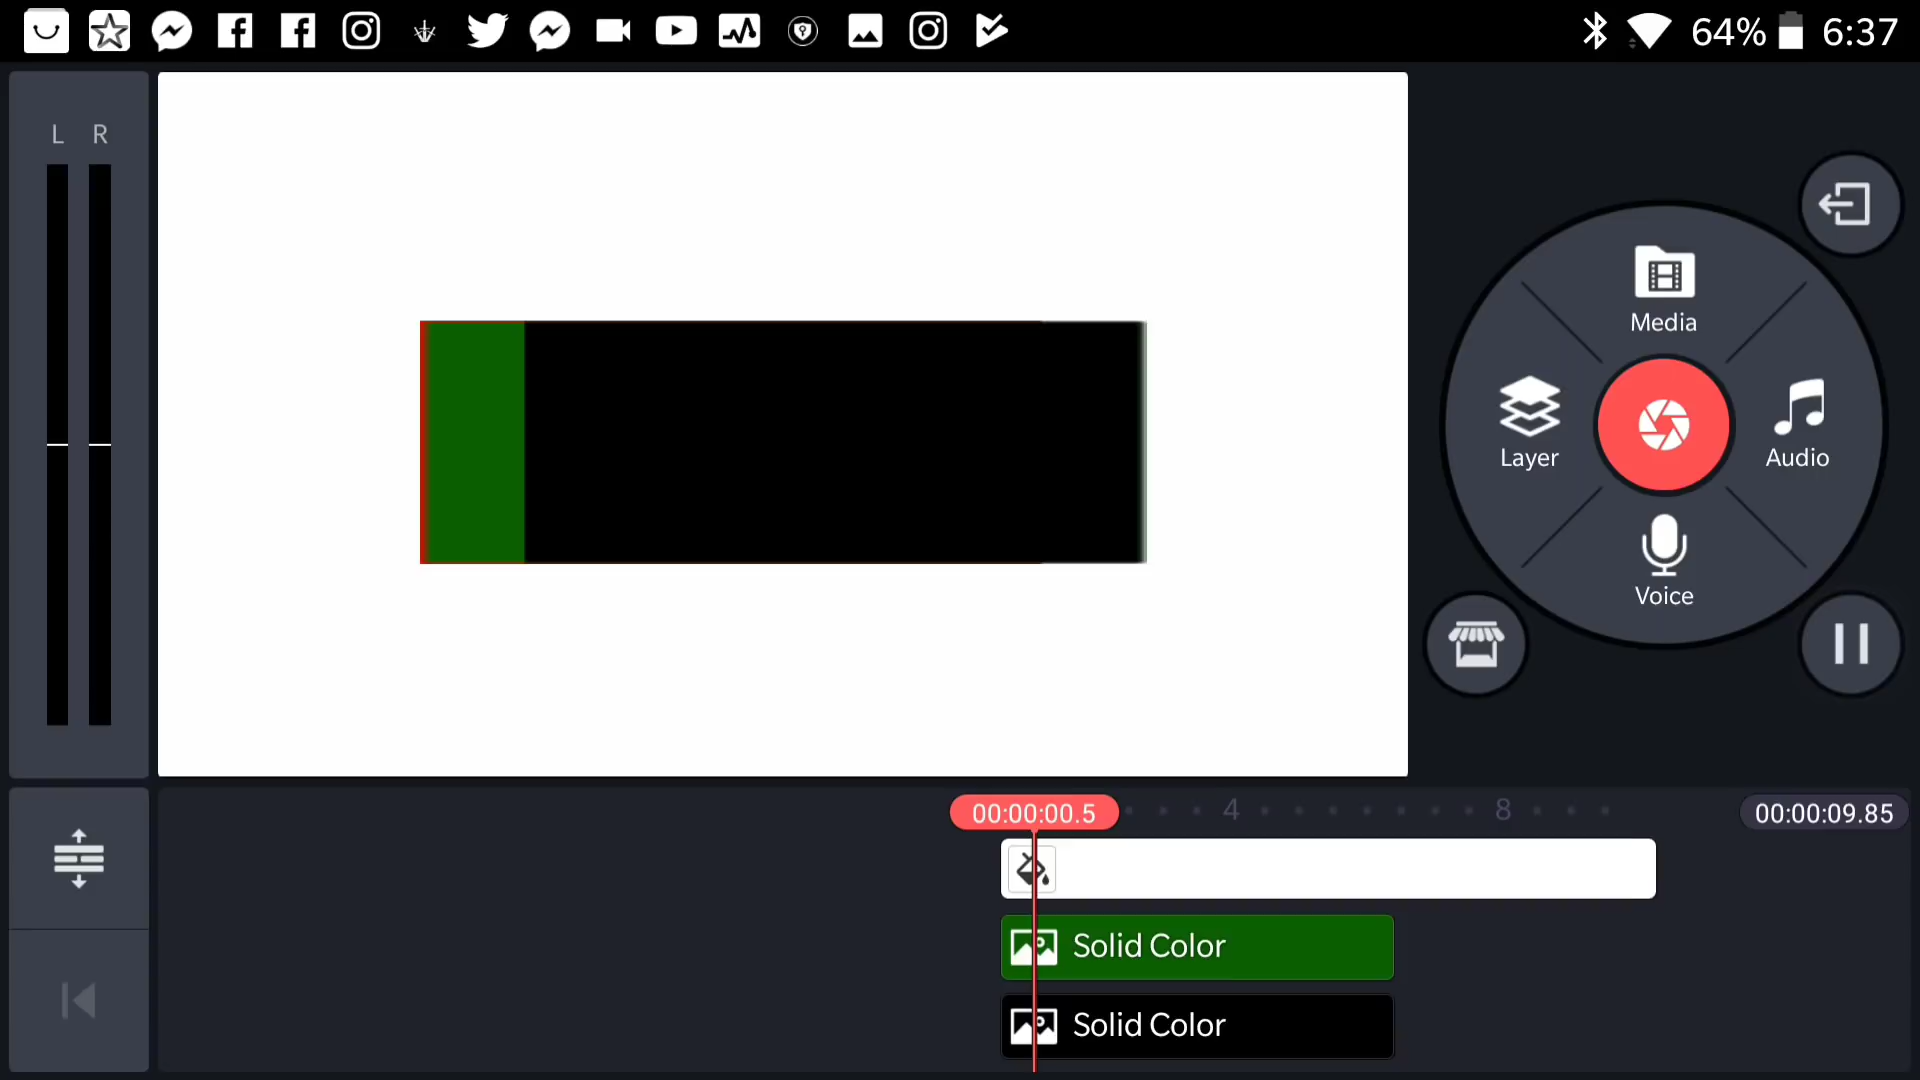 64% 6:37
L R
Media
Layer
Audio
Voice
00:00:00.5 4 8 00:00:09.85
Solid Color
Solid Color